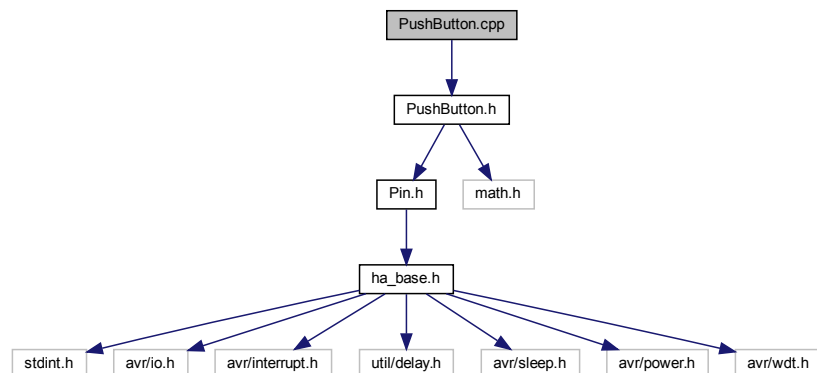 PushButton.cpp
PushButton.h
Pin.h
math.h
ha_base.h
stdint.h
avr/io.h
avr/interrupt.h
util/delay.h
avr/sleep.h
avr/power.h
avr/wdt.h